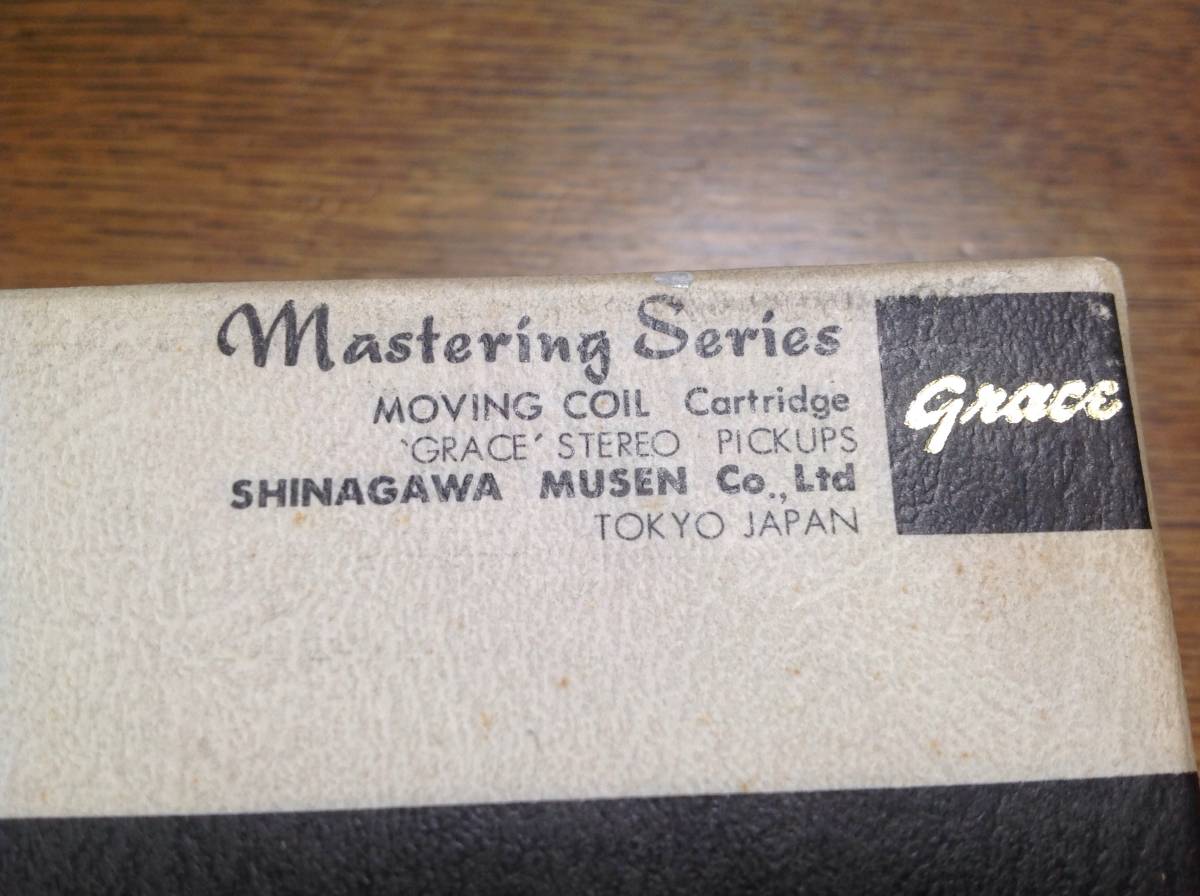 Mastering Series
MOVING COIL Cartridge
'GRACE' STEREO PICKUPS
SHINAGAWA MUSEN Co., Ltd
TOKYO JAPAN
Grace